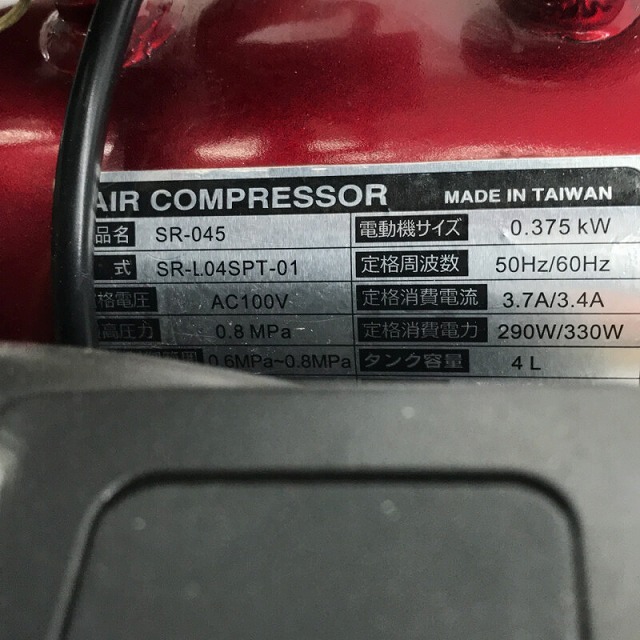 AIR COMPRESSOR MADE IN TAIWAN
品名 SR-045 電動機サイズ 0.375 kW
式 SR-L04SPT-01 定格周波数 50Hz/60Hz
格電圧 AC100V 定格消費電流 3.7A/3.4A
高圧力 0.8 MPa 定格消費電力 290W/330W
0.6MPa~0.8MPa タンク容量 4 L